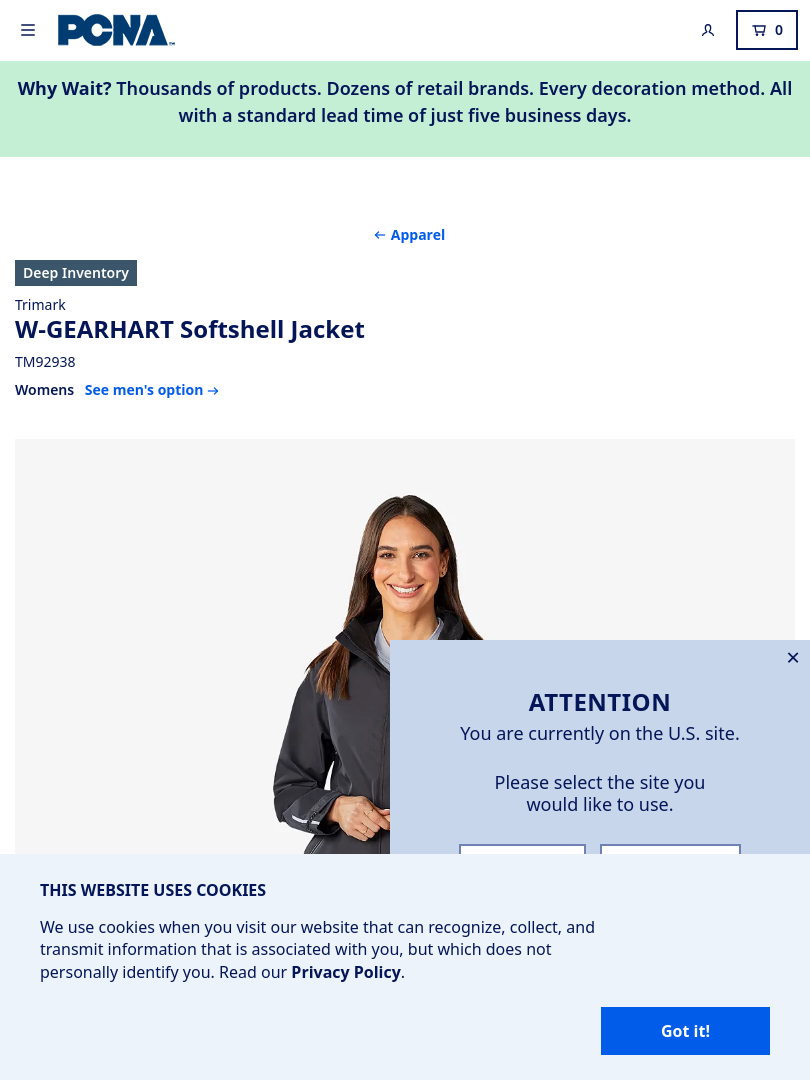 PCNA™
0
Why Wait? Thousands of products. Dozens of retail brands. Every decoration method. All
with a standard lead time of just five business days.
← Apparel
Deep Inventory
Trimark
W-GEARHART Softshell Jacket
TM92938
Womens See men's option →
ATTENTION
You are currently on the U.S. site.
Please select the site you
would like to use.
THIS WEBSITE USES COOKIES
We use cookies when you visit our website that can recognize, collect, and
transmit information that is associated with you, but which does not
personally identify you. Read our Privacy Policy.
Got it!